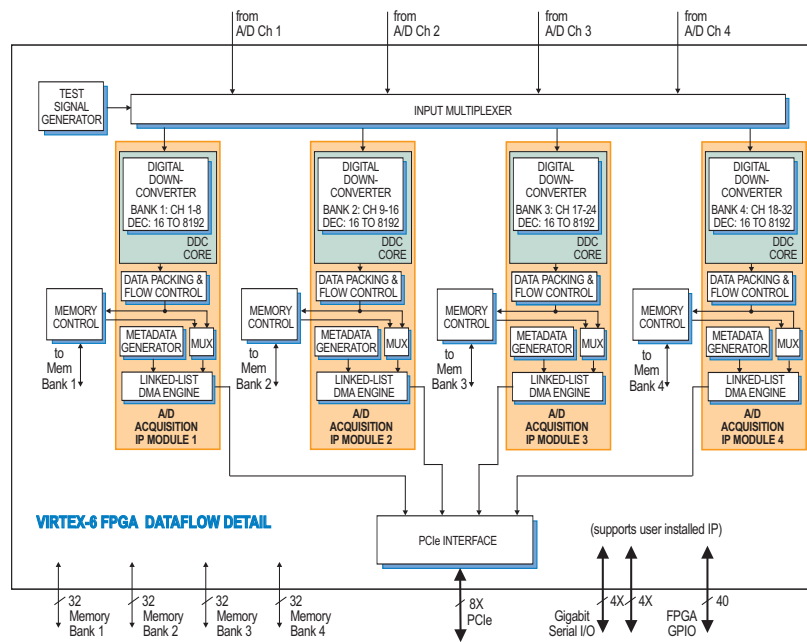 from
A/D Ch 1
from
A/D Ch 2
from
A/D Ch 3
from
A/D Ch 4
TEST
SIGNAL
GENERATOR
INPUT MULTIPLEXER
DIGITAL
DOWN-
CONVERTER
BANK 1: CH 1-8
DEC: 16 TO 8192
DDC
CORE
DATA PACKING &
FLOW CONTROL
MEMORY
CONTROL
to
Mem
Bank 1
METADATA
GENERATOR
MUX
LINKED-LIST
DMA ENGINE
A/D
ACQUISITION
IP MODULE 1
DIGITAL
DOWN-
CONVERTER
BANK 2: CH 9-16
DEC: 16 TO 8192
DDC
CORE
DATA PACKING &
FLOW CONTROL
MEMORY
CONTROL
to
Mem
Bank 2
METADATA
GENERATOR
MUX
LINKED-LIST
DMA ENGINE
A/D
ACQUISITION
IP MODULE 2
DIGITAL
DOWN-
CONVERTER
BANK 3: CH 17-24
DEC: 16 TO 8192
DDC
CORE
DATA PACKING &
FLOW CONTROL
MEMORY
CONTROL
to
Mem
Bank 3
METADATA
GENERATOR
MUX
LINKED-LIST
DMA ENGINE
A/D
ACQUISITION
IP MODULE 3
DIGITAL
DOWN-
CONVERTER
BANK 4: CH 18-32
DEC: 16 TO 8192
DDC
CORE
DATA PACKING &
FLOW CONTROL
MEMORY
CONTROL
to
Mem
Bank 4
METADATA
GENERATOR
MUX
LINKED-LIST
DMA ENGINE
A/D
ACQUISITION
IP MODULE 4
VIRTEX-6 FPGA DATAFLOW DETAIL
PCIe INTERFACE
(supports user installed IP)
32
Memory
Bank 1
32
Memory
Bank 2
32
Memory
Bank 3
32
Memory
Bank 4
8X
PCIe
4X
4X
Gigabit
Serial I/O
40
FPGA
GPIO